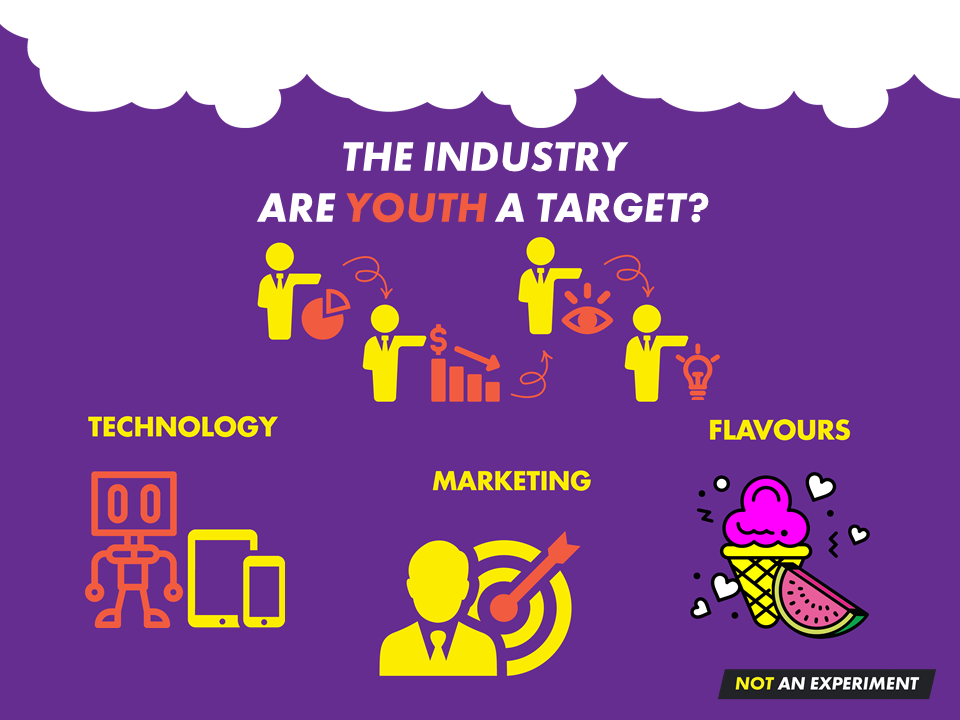 THE INDUSTRY
ARE YOUTH A TARGET?
$
TECHNOLOGY
FLAVOURS
MARKETING
NOT AN EXPERIMENT